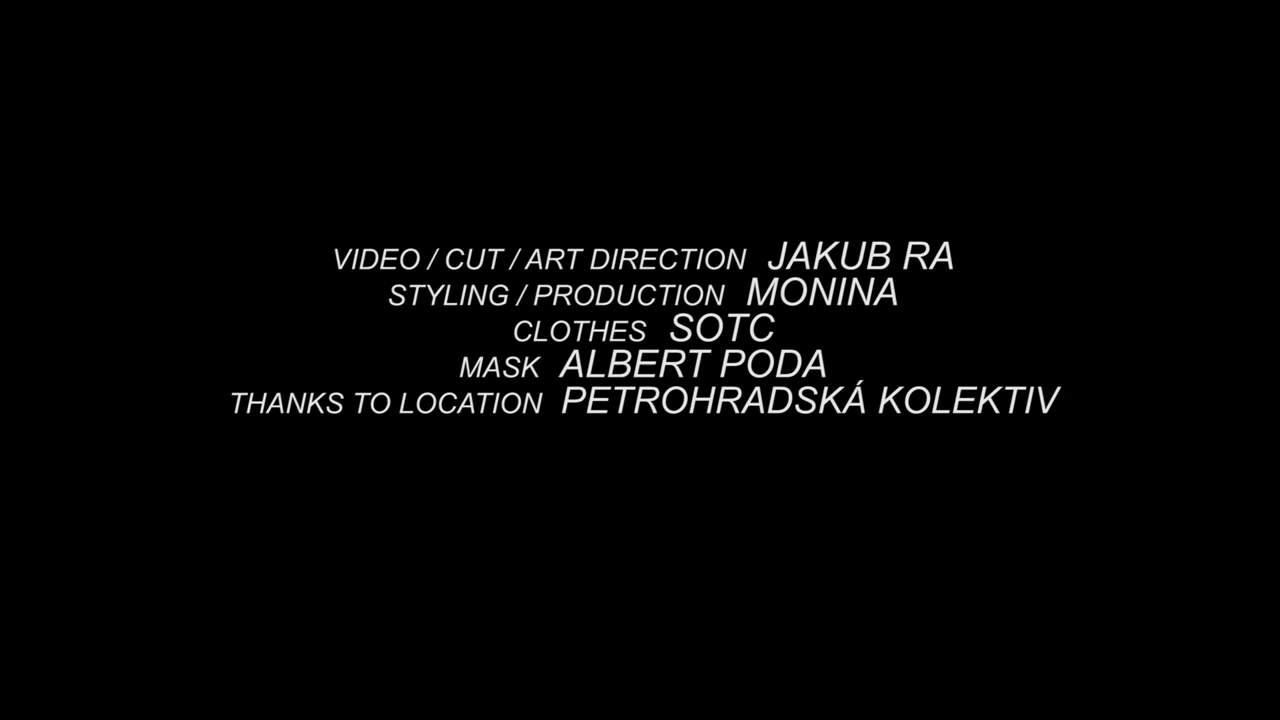 VIDEO / CUT / ART DIRECTION JAKUB RA
STYLING / PRODUCTION MONINA
CLOTHES SOTC
MASK ALBERT PODA
THANKS TO LOCATION PETROHRADSKÁ KOLEKTIV